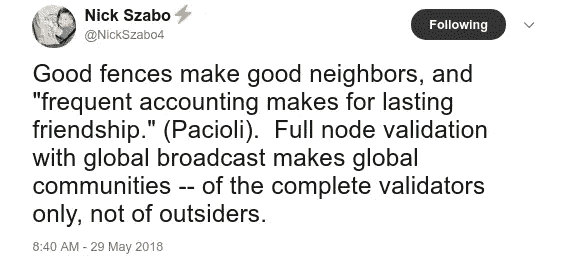 Nick Szabo⚡
@NickSzabo4
Following
Good fences make good neighbors, and
"frequent accounting makes for lasting
friendship." (Pacioli).  Full node validation
with global broadcast makes global
communities -- of the complete validators
only, not of outsiders.
8:40 AM - 29 May 2018